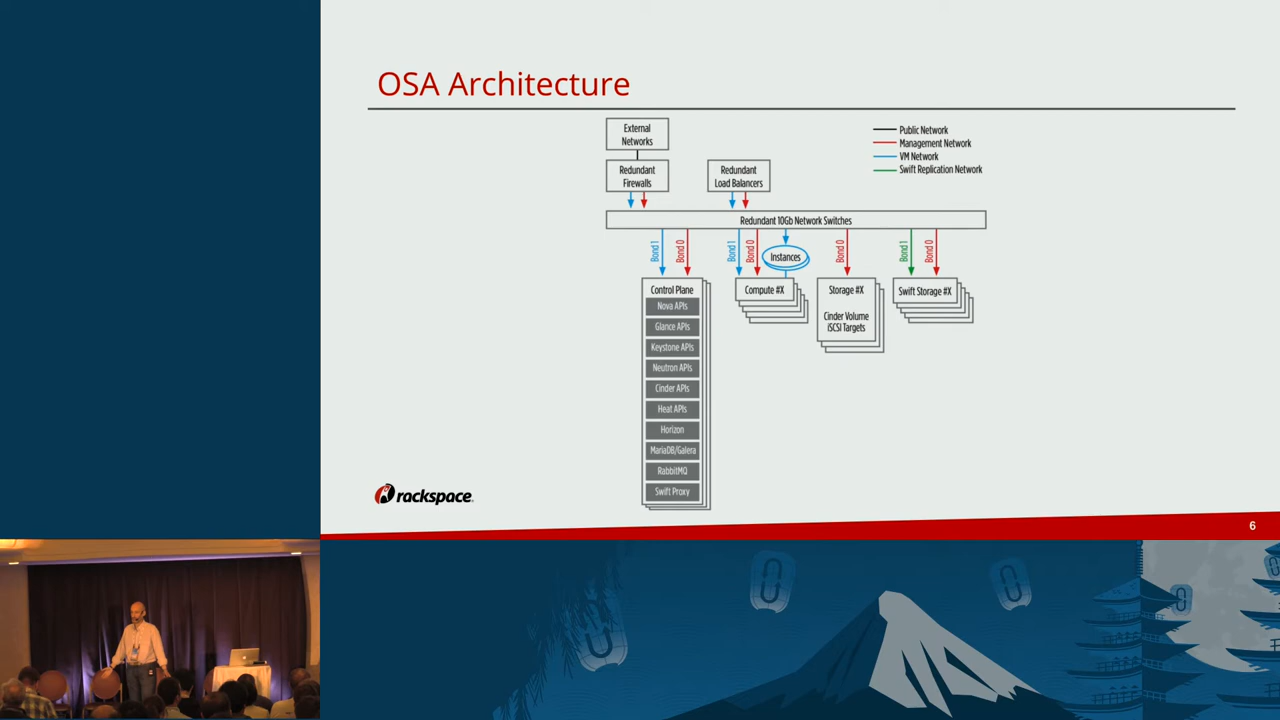 OSA Architecture
External
Networks
Redundant
Firewalls
Redundant
Load Balancers
Public Network
Management Network
VM Network
Swift Replication Network
Redundant 10Gb Network Switches
Bond 1
Bond 0
Bond 1
Bond 0
Instances
Bond 0
Bond 1
Bond 0
Control Plane
Nova APIs
Glance APIs
Keystone APIs
Neutron APIs
Cinder APIs
Heat APIs
Horizon
MariaDB/Galera
RabbitMQ
Swift Proxy
Compute #X
Storage #X
Cinder Volume
iSCSI Targets
Swift Storage #X
rackspace.
6